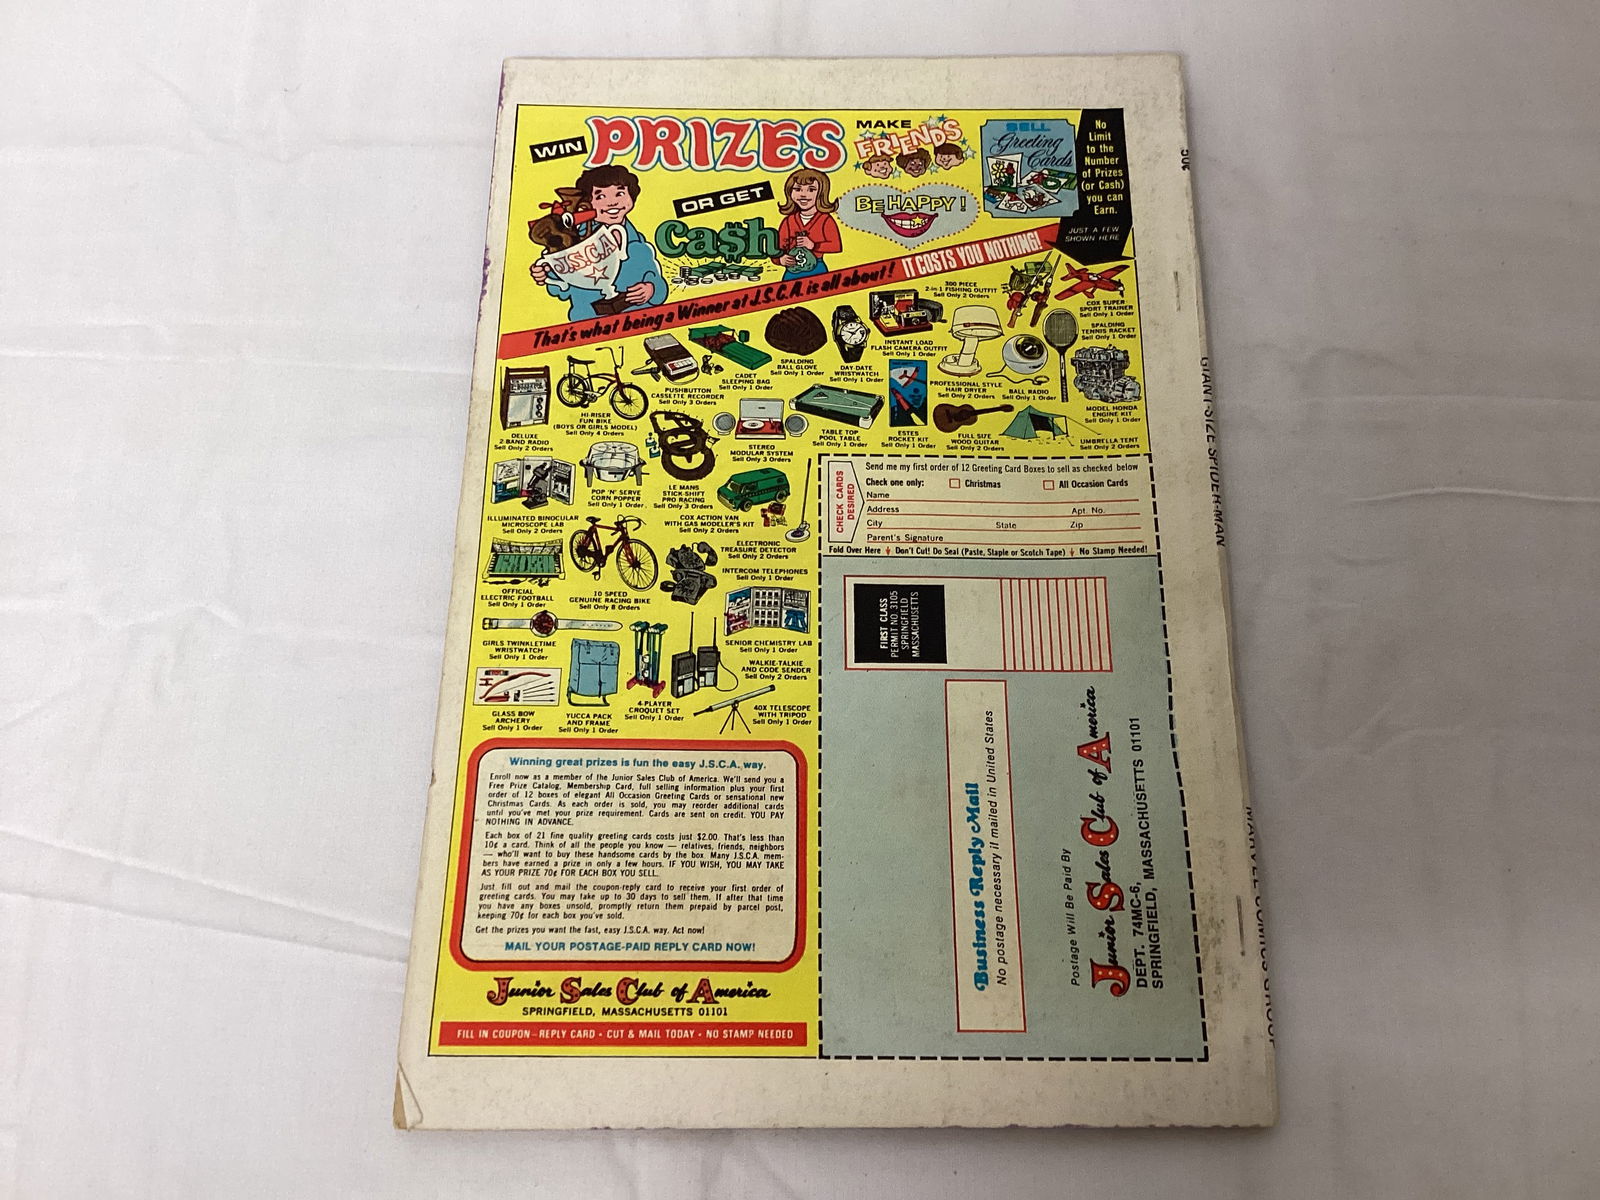 WIN PRIZES
MAKE
FRIENDS
SELL
Greeting
Cards
No
Limit
to the
Number
of Prizes
(or Cash)
you can
Earn.
JUST A FEW
SHOWN HERE
OR GET
Ca$h
BE HAPPY!
J.S.C.A.
That's what being a Winner at J.S.C.A. is all about! IT COSTS YOU NOTHING!
300 PIECE
2-in-1 FISHING OUTFIT
Sell Only 2 Orders
COX SUPER
SPORT TRAINER
Sell Only 1 Order
SPALDING
TENNIS RACKET
Sell Only 1 Order
INSTANT LOAD
FLASH CAMERA OUTFIT
Sell Only 1 Order
SPALDING
BALL GLOVE
Sell Only 1 Order
DAY-DATE
WRISTWATCH
Sell Only 1 Order
CADET
SLEEPING BAG
Sell Only 1 Order
PUSHBUTTON
CASSETTE RECORDER
Sell Only 3 Orders
PROFESSIONAL STYLE
HAIR DRYER
Sell Only 2 Orders
BALL RADIO
Sell Only 1 Order
MODEL HONDA
ENGINE KIT
Sell Only 1 Order
HI-RISER
FUN BIKE
(BOYS OR GIRLS MODEL)
Sell Only 4 Orders
DELUXE
2-BAND RADIO
Sell Only 2 Orders
STEREO
MODULAR SYSTEM
Sell Only 3 Orders
TABLE TOP
POOL TABLE
Sell Only 1 Order
ESTES
ROCKET KIT
Sell Only 1 Order
FULL SIZE
WOOD GUITAR
Sell Only 2 Orders
UMBRELLA TENT
Sell Only 2 Orders
POP 'N' SERVE
CORN POPPER
Sell Only 1 Order
LE MANS
STICK-SHIFT
PRO RACING
Sell Only 3 Orders
ILLUMINATED BINOCULAR
MICROSCOPE LAB
Sell Only 2 Orders
COX ACTION VAN
WITH GAS MODELER'S KIT
Sell Only 2 Orders
ELECTRONIC
TREASURE DETECTOR
Sell Only 2 Orders
INTERCOM TELEPHONES
Sell Only 1 Order
OFFICIAL
ELECTRIC FOOTBALL
Sell Only 1 Order
10 SPEED
GENUINE RACING BIKE
Sell Only 8 Orders
GIRLS TWINKLETIME
WRISTWATCH
Sell Only 1 Order
SENIOR CHEMISTRY LAB
Sell Only 1 Order
WALKIE-TALKIE
AND CODE SENDER
Sell Only 2 Orders
GLASS BOW
ARCHERY
Sell Only 1 Order
YUCCA PACK
AND FRAME
Sell Only 1 Order
4-PLAYER
CROQUET SET
Sell Only 1 Order
40X TELESCOPE
WITH TRIPOD
Sell Only 1 Order
Winning great prizes is fun the easy J.S.C.A. way.
Enroll now as a member of the Junior Sales Club of America. We'll send you a
Free Prize Catalog, Membership Card, full selling information plus your first
order of 12 boxes of elegant All Occasion Greeting Cards or sensational new
Christmas Cards. As each order is sold, you may reorder additional cards
until you've met your prize requirement. Cards are sent on credit. YOU PAY
NOTHING IN ADVANCE.
Each box of 21 fine quality greeting cards costs just $2.00. That's less than
10¢ a card. Think of all the people you know — relatives, friends, neighbors
— who'll want to buy these handsome cards by the box. Many J.S.C.A. mem-
bers have earned a prize in only a few hours. IF YOU WISH, YOU MAY TAKE
AS YOUR PRIZE 70¢ FOR EACH BOX YOU SELL.
Just fill out and mail the coupon-reply card to receive your first order of
greeting cards. You may take up to 30 days to sell them. If after that time
you have any boxes unsold, promptly return them prepaid by parcel post,
keeping 70¢ for each box you've sold.
Get the prizes you want the fast, easy J.S.C.A. way. Act now!
MAIL YOUR POSTAGE-PAID REPLY CARD NOW!
Junior Sales Club of America
SPRINGFIELD, MASSACHUSETTS 01101
FILL IN COUPON—REPLY CARD • CUT & MAIL TODAY • NO STAMP NEEDED
CHECK CARDS
DESIRED
Send me my first order of 12 Greeting Card Boxes to sell as checked below
Check one only: Christmas All Occasion Cards
Name
Address Apt. No.
City State Zip
Parent's Signature
Fold Over Here Don't Cut! Do Seal (Paste, Staple or Scotch Tape) No Stamp Needed!
FIRST CLASS
PERMIT NO. 3105
SPRINGFIELD
MASSACHUSETTS
Business Reply Mail
No postage necessary if mailed in United States
Postage Will Be Paid By
Junior Sales Club of America
DEPT. 74MC-6,
SPRINGFIELD, MASSACHUSETTS 01101
50¢
GIANT-SIZE SPIDER-MAN
MARVEL COMICS GROUP